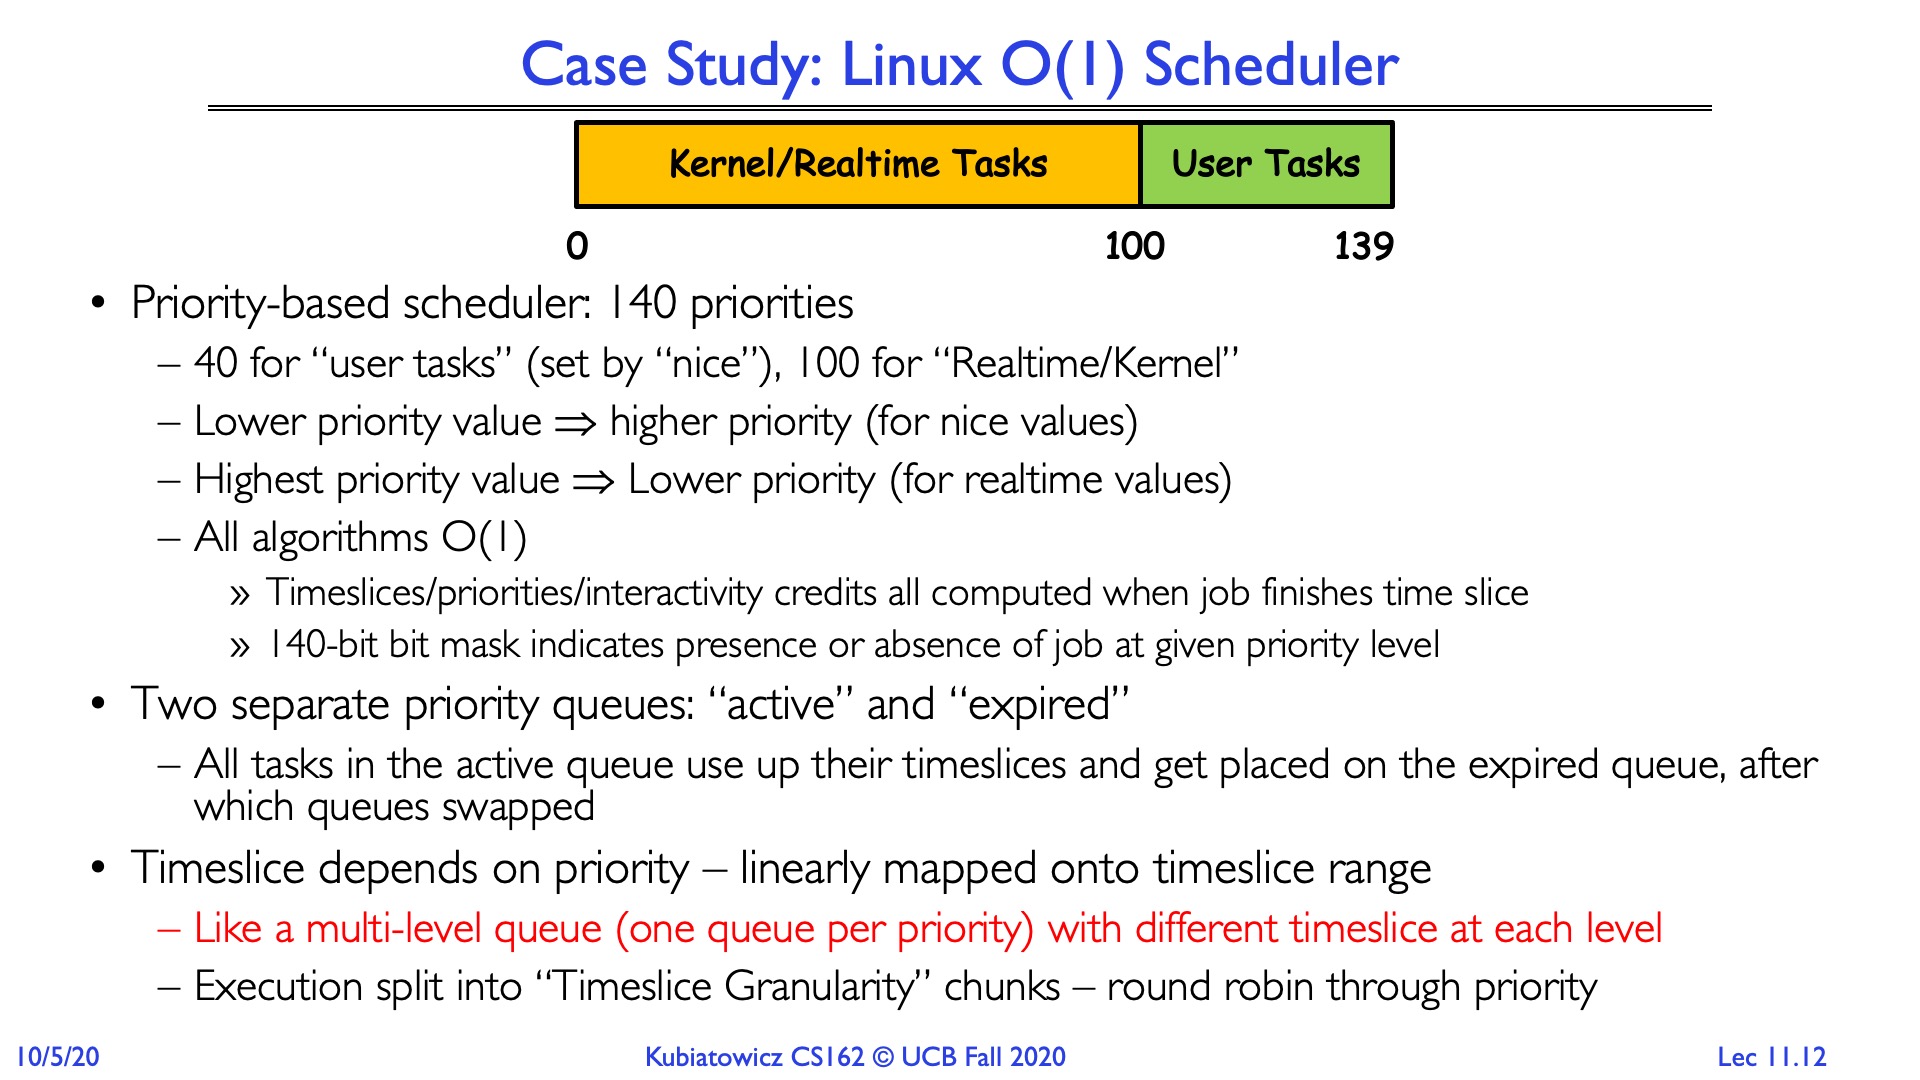 Case Study: Linux O(1) Scheduler
Kernel/Realtime Tasks User Tasks
0 100 139
• Priority-based scheduler: 140 priorities
– 40 for “user tasks” (set by “nice”), 100 for “Realtime/Kernel”
– Lower priority value ⇒ higher priority (for nice values)
– Highest priority value ⇒ Lower priority (for realtime values)
– All algorithms O(1)
» Timeslices/priorities/interactivity credits all computed when job finishes time slice
» 140-bit bit mask indicates presence or absence of job at given priority level
• Two separate priority queues: “active” and “expired”
– All tasks in the active queue use up their timeslices and get placed on the expired queue, after
which queues swapped
• Timeslice depends on priority – linearly mapped onto timeslice range
– Like a multi-level queue (one queue per priority) with different timeslice at each level
– Execution split into “Timeslice Granularity” chunks – round robin through priority
10/5/20 Kubiatowicz CS162 © UCB Fall 2020 Lec 11.12